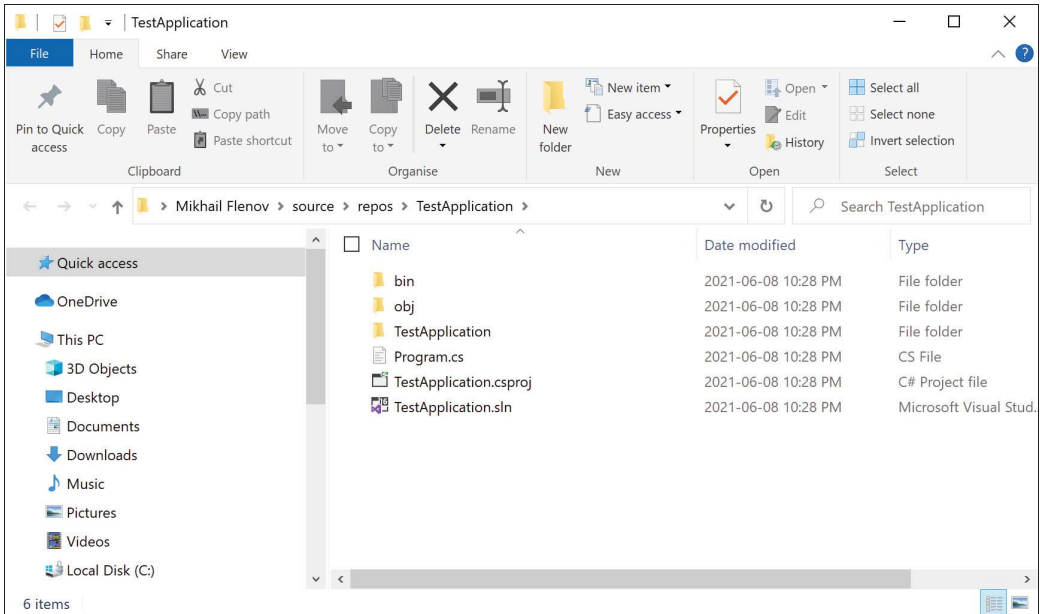 TestApplication
File Home Share View
Pin to Quick access
Copy
Paste
Cut
Copy path
Paste shortcut
Clipboard
Move to
Copy to
Delete
Rename
Organise
New folder
New item
Easy access
New
Properties
Open
Edit
History
Open
Select all
Select none
Invert selection
Select
Mikhail Flenov > source > repos > TestApplication >
Search TestApplication
Quick access
OneDrive
This PC
3D Objects
Desktop
Documents
Downloads
Music
Pictures
Videos
Local Disk (C:)
Name Date modified Type
bin 2021-06-08 10:28 PM File folder
obj 2021-06-08 10:28 PM File folder
TestApplication 2021-06-08 10:28 PM File folder
Program.cs 2021-06-08 10:28 PM CS File
TestApplication.csproj 2021-06-08 10:28 PM C# Project file
TestApplication.sln 2021-06-08 10:28 PM Microsoft Visual Stud..
6 items